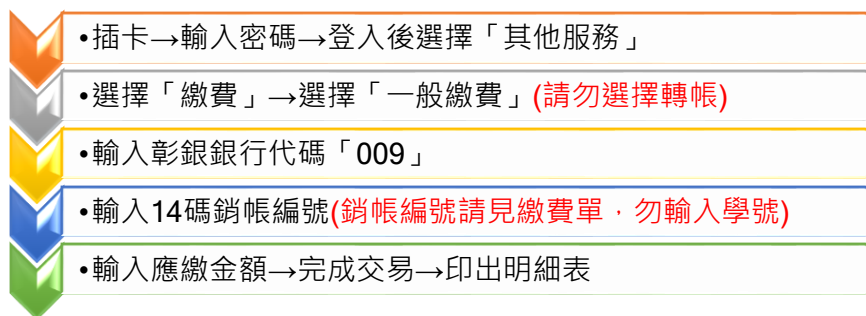 •插卡→輸入密碼→登入後選擇「其他服務」
•選擇「繳費」→選擇「一般繳費」(請勿選擇轉帳)
•輸入彰銀銀行代碼「009」
•輸入14碼銷帳編號(銷帳編號請見繳費單，勿輸入學號)
•輸入應繳金額→完成交易→印出明細表